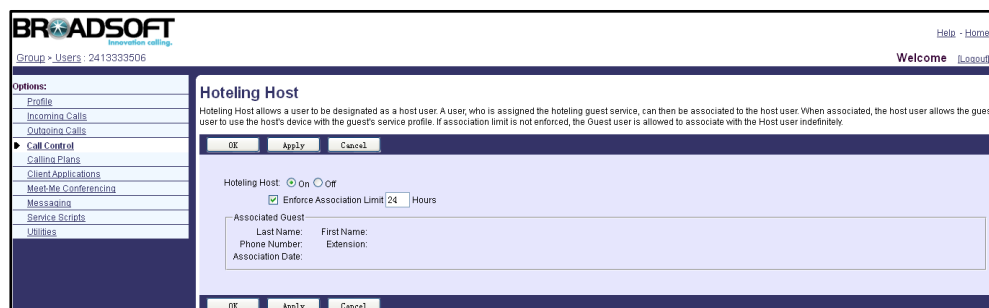 BROADSOFT
Innovation calling.
Help - Home
Group > Users : 2413333506
Welcome [Logout]
Options:
Profile
Incoming Calls
Outgoing Calls
Call Control
Calling Plans
Client Applications
Meet-Me Conferencing
Messaging
Service Scripts
Utilities
Hoteling Host
Hoteling Host allows a user to be designated as a host user. A user, who is assigned the hoteling guest service, can then be associated to the host user. When associated, the host user allows the gues
user to use the host's device with the guest's service profile. If association limit is not enforced, the Guest user is allowed to associate with the Host user indefinitely.
OK Apply Cancel
Hoteling Host: On Off
Enforce Association Limit 24 Hours
Associated Guest
Last Name: First Name:
Phone Number: Extension:
Association Date:
OK Apply Cancel